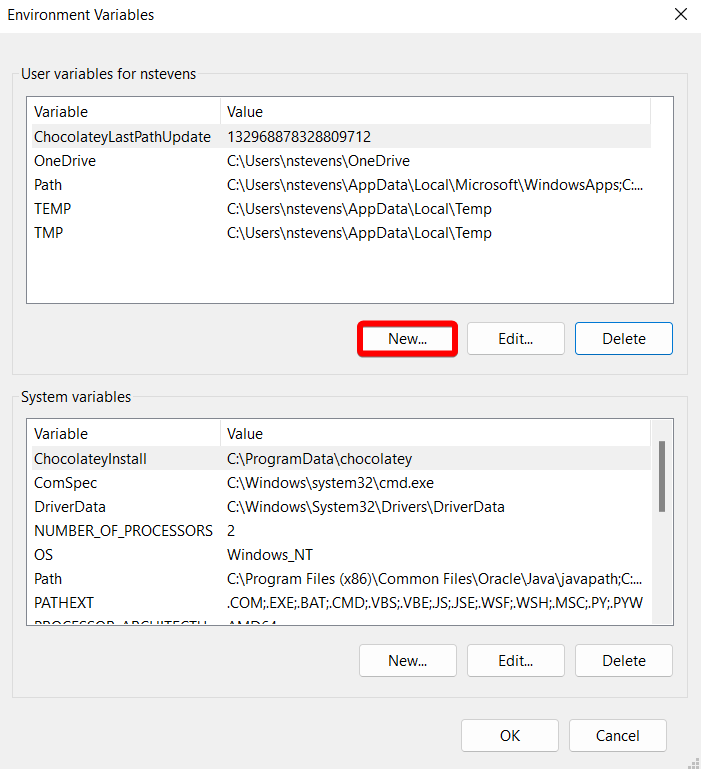 Environment Variables
User variables for nstevens
Variable Value
ChocolateyLastPathUpdate 132968878328809712
OneDrive C:\Users\nstevens\OneDrive
Path C:\Users\nstevens\AppData\Local\Microsoft\WindowsApps;C:...
TEMP C:\Users\nstevens\AppData\Local\Temp
TMP C:\Users\nstevens\AppData\Local\Temp
New... Edit... Delete
System variables
Variable Value
ChocolateyInstall C:\ProgramData\chocolatey
ComSpec C:\Windows\system32\cmd.exe
DriverData C:\Windows\System32\Drivers\DriverData
NUMBER_OF_PROCESSORS 2
OS Windows_NT
Path C:\Program Files (x86)\Common Files\Oracle\Java\javapath;C:...
PATHEXT .COM;.EXE;.BAT;.CMD;.VBS;.VBE;.JS;.JSE;.WSF;.WSH;.MSC;.PY;.PYW
New... Edit... Delete
OK Cancel